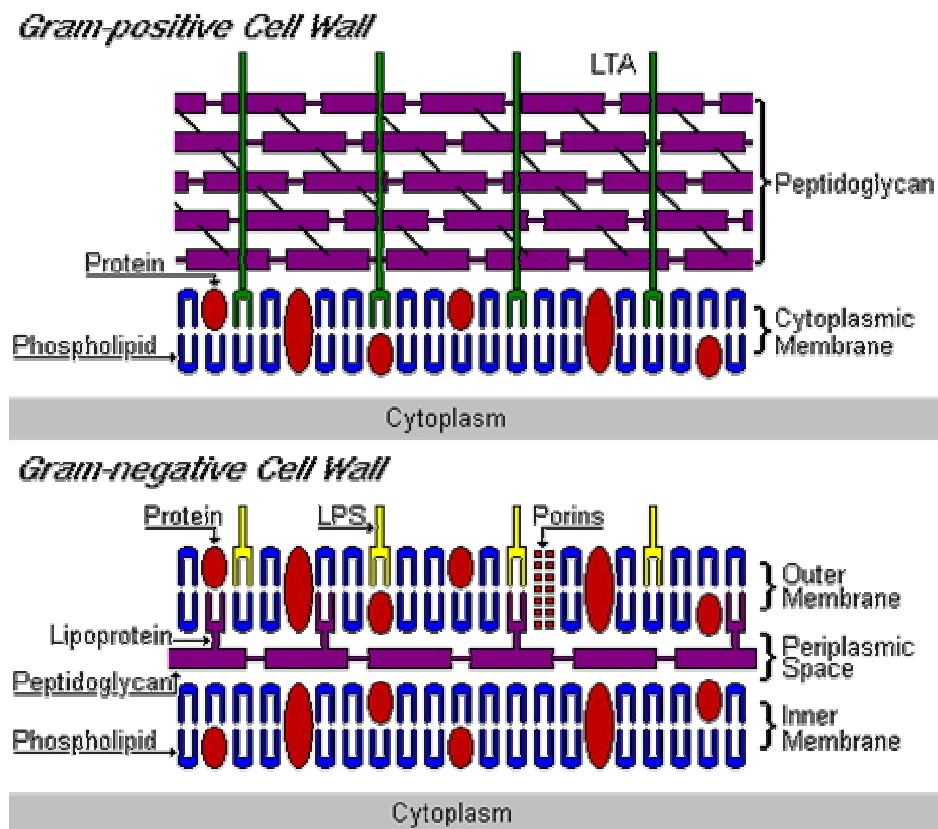 Gram-positive Cell Wall
LTA
Peptidoglycan
Protein
Cytoplasmic
Membrane
Phospholipid
Cytoplasm
Gram-negative Cell Wall
Protein
LPS
Porins
Outer
Membrane
Lipoprotein
Periplasmic
Space
Peptidoglycan
Inner
Membrane
Phospholipid
Cytoplasm